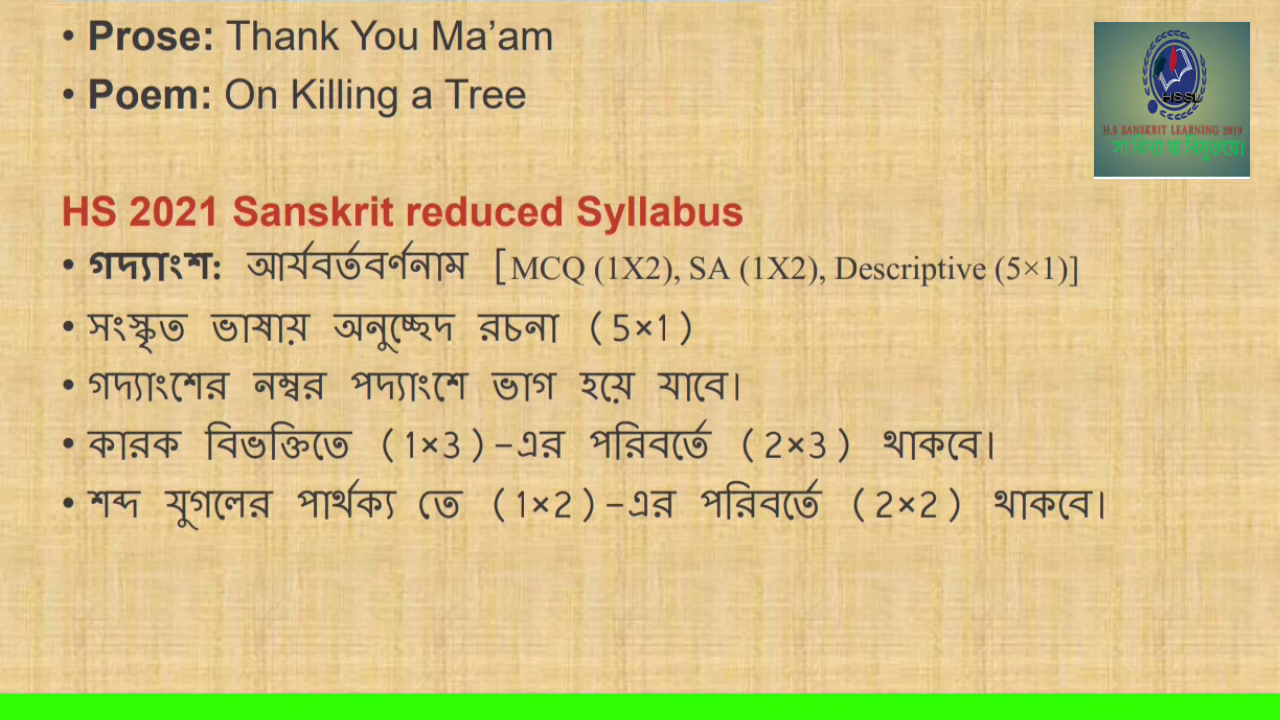 • Prose: Thank You Ma’am
• Poem: On Killing a Tree
HSSL
H.S SANSKRIT LEARNING 2019
सा विद्या या विमुक्तये।
HS 2021 Sanskrit reduced Syllabus
• গদ্যাংশ: আর্যবর্তবর্ণনাম [MCQ (1X2), SA (1X2), Descriptive (5×1)]
• সংস্কৃত ভাষায় অনুচ্ছেদ রচনা (5×1)
• গদ্যাংশের নম্বর পদ্যাংশে ভাগ হয়ে যাবে।
• কারক বিভক্তিতে (1×3)-এর পরিবর্তে (2×3) থাকবে।
• শব্দ যুগলের পার্থক্য তে (1×2)-এর পরিবর্তে (2×2) থাকবে।